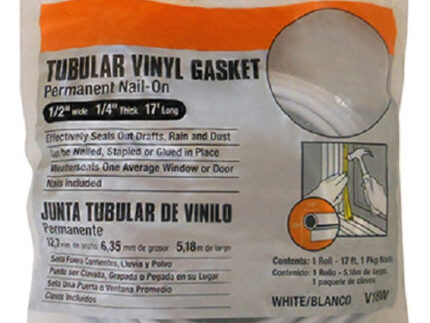 TUBULAR VINYL GASKET
Permanent Nail-On
1/2" wide 1/4" Thick 17' Long
Effectively Seals Out Drafts, Rain and Dust
Can be Nailed, Stapled or Glued in Place
Weatherseals One Average Window or Door
Nails Included
JUNTA TUBULAR DE VINILO
Permanente
12,7 mm de ancho 6,35 mm de grosor 5,18 m de largo
Sella Fuera Corrientes, Lluvia y Polvo
Puede ser Clavada, Grapada o Pegada en su Lugar
Sella Una Puerta o Ventana Promedio
Clavos Incluidos
Contents: 1 Roll - 17 ft, 1 Pkg Nails
Contenido: 1 Rollo - 5,18m de largo,
1 paquete de clavos
WHITE/BLANCO V18W